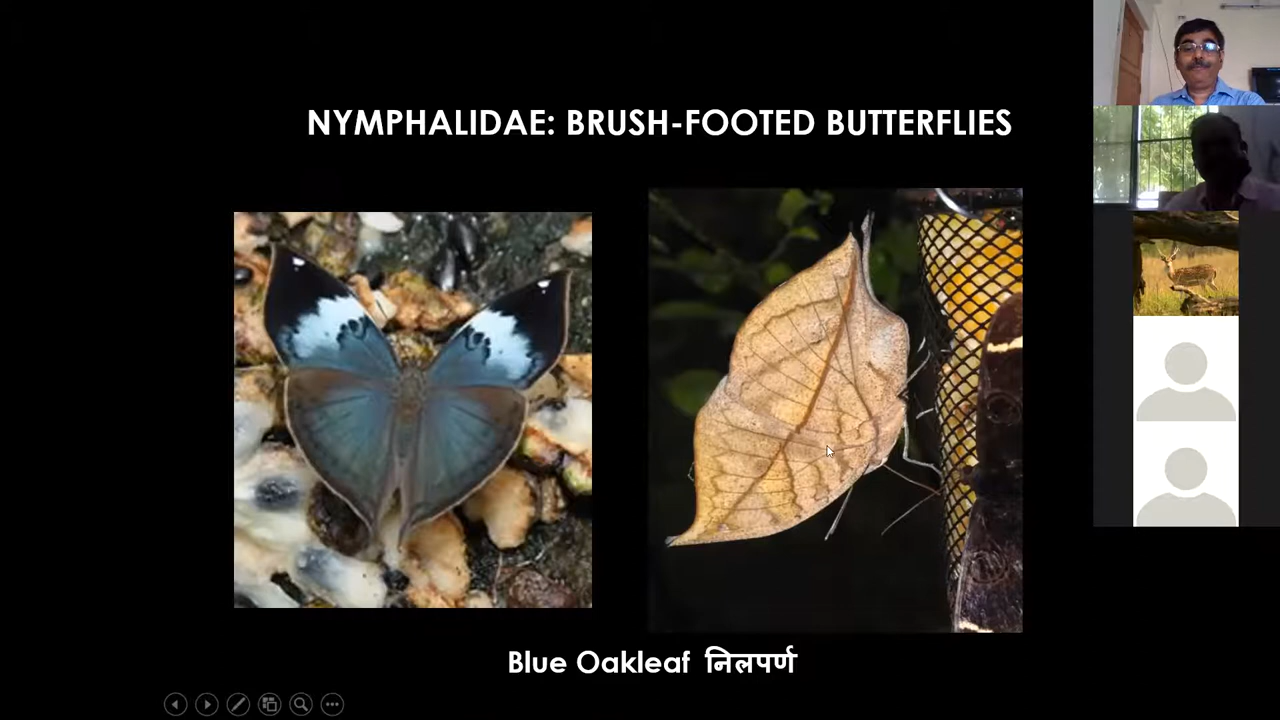 NYMPHALIDAE: BRUSH-FOOTED BUTTERFLIES
Blue Oakleaf निलपर्ण